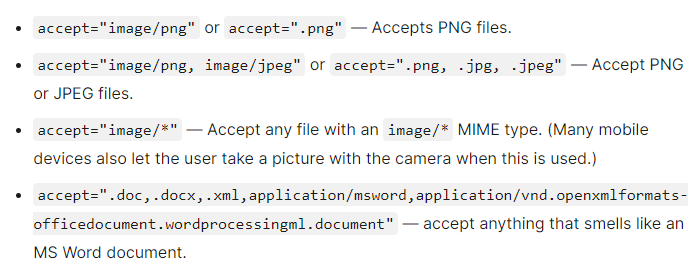 accept="image/png" or accept=".png" — Accepts PNG files.
accept="image/png, image/jpeg" or accept=".png, .jpg, .jpeg" — Accept PNG
or JPEG files.
accept="image/*" — Accept any file with an image/* MIME type. (Many mobile
devices also let the user take a picture with the camera when this is used.)
accept=".doc,.docx,.xml,application/msword,application/vnd.openxmlformats-
officedocument.wordprocessingml.document" — accept anything that smells like an
MS Word document.